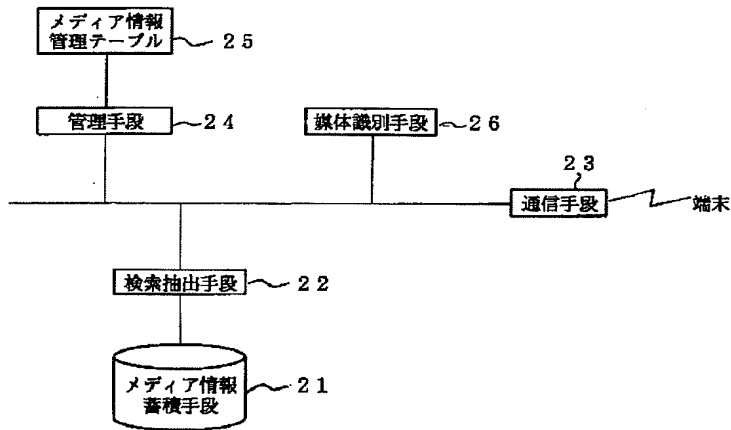 メディア情報
管理テーブル
25
管理手段
24
媒体識別手段
26
23
通信手段
端末
検索抽出手段
22
メディア情報
蓄積手段
21